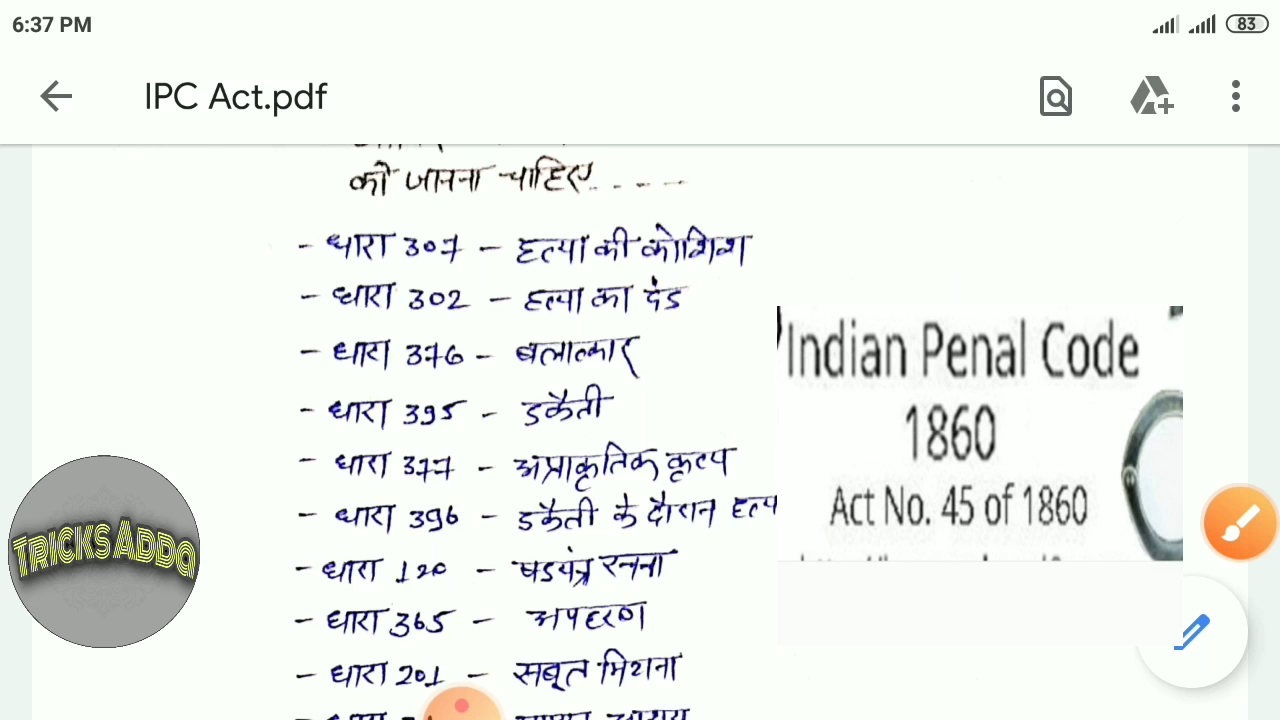 6:37 PM
83
IPC Act.pdf
को जानना चाहिए.....
- धारा 307 - हत्या की कोशिश
- धारा 302 - हत्या का दंड
- धारा 376 - बलात्कार
- धारा 395 - डकैती
- धारा 377 - अप्राकृतिक कृत्य
- धारा 396 - डकैती के दौरान हत्य
- धारा 120 - षडयंत्र रचना
- धारा 365 - अपहरण
- धारा 201 - सबूत मिटाना
Indian Penal Code
1860
Act No. 45 of 1860
TRICKSADDA